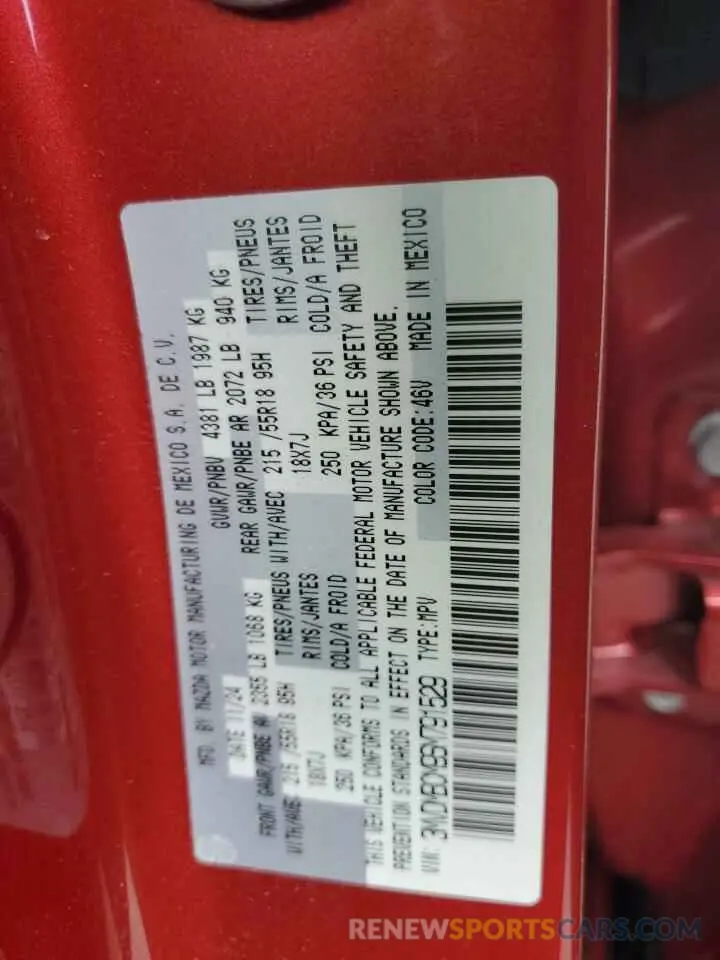 MFD. BY MAZDA MOTOR MANUFACTURING DE MEXICO S.A. DE C.V.
DATE 11/24 GVWR/PNBV 4381 LB 1987 KG
FRONT GAWR/PNBE AV 2355 LB 1068 KG REAR GAWR/PNBE AR 2072 LB 940 KG
WITH/AVEC 215 /55R18 95H TIRES/PNEUS WITH/AVEC 215 /55R18 95H TIRES/PNEUS
18X7J RIMS/JANTES 18X7J RIMS/JANTES
250 KPA/36 PSI COLD/A FROID 250 KPA/36 PSI COLD/A FROID
THIS VEHICLE CONFORMS TO ALL APPLICABLE FEDERAL MOTOR VEHICLE SAFETY AND THEFT
PREVENTION STANDARDS IN EFFECT ON THE DATE OF MANUFACTURE SHOWN ABOVE.
VIN: TYPE:MPV COLOR CODE:46V MADE IN MEXICO
RENEWSPORTSCARS.COM